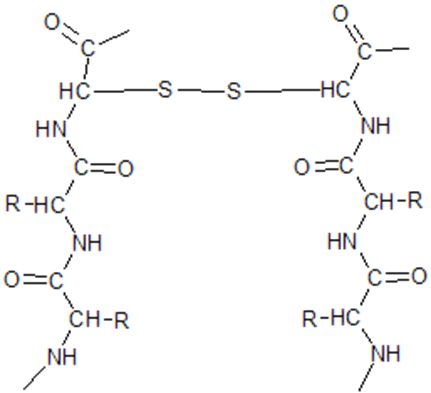 O O
C C
HC S S HC
HN NH
C O O C
R-HC CH-R
NH HN
O C C O
CH-R R-HC
NH NH